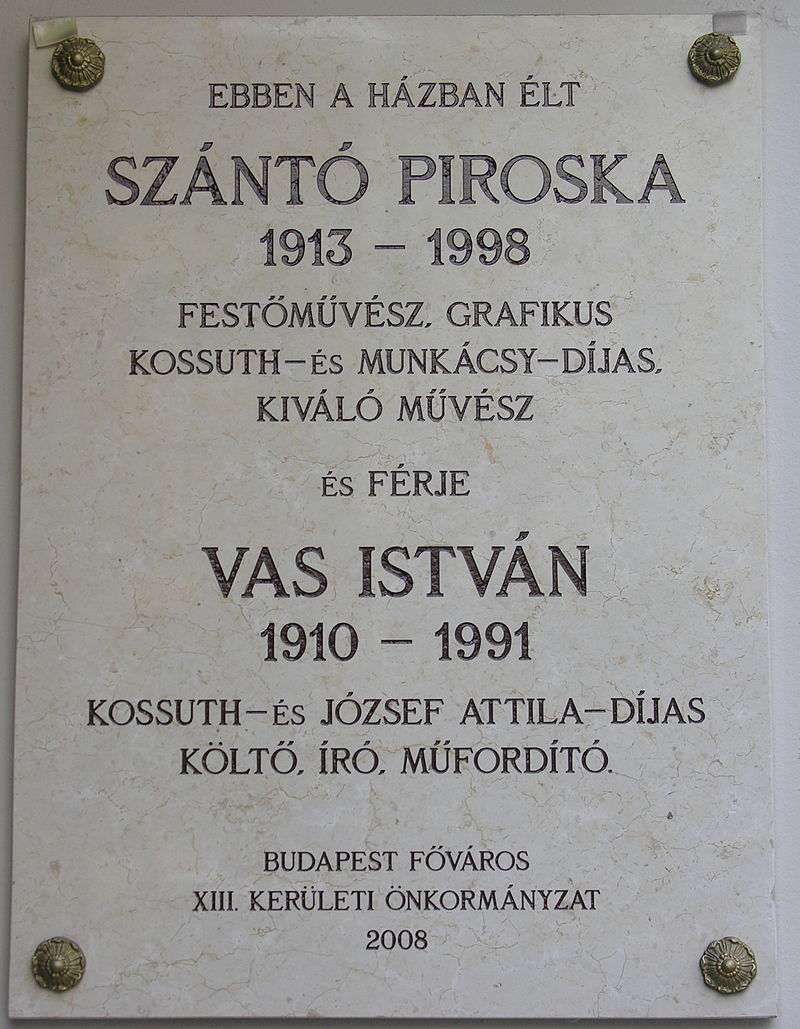 EBBEN A HÁZBAN ÉLT
SZÁNTÓ PIROSKA
1913 – 1998
FESTŐMŰVÉSZ, GRAFIKUS
KOSSUTH–ÉS MUNKÁCSY–DÍJAS,
KIVÁLÓ MŰVÉSZ
ÉS FÉRJE
VAS ISTVÁN
1910 – 1991
KOSSUTH–ÉS JÓZSEF ATTILA–DÍJAS
KÖLTŐ, ÍRÓ, MŰFORDÍTÓ.
BUDAPEST FŐVÁROS
XIII. KERÜLETI ÖNKORMÁNYZAT
2008